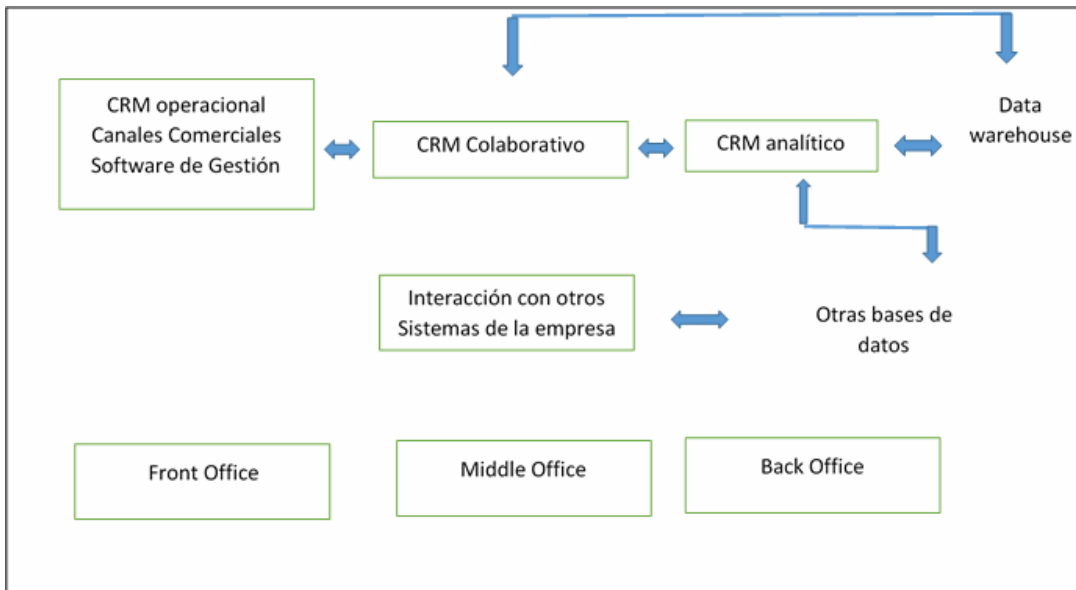 CRM operacional
Canales Comerciales
Software de Gestión
CRM Colaborativo
CRM analítico
Data
warehouse
Interacción con otros
Sistemas de la empresa
Otras bases de
datos
Front Office
Middle Office
Back Office